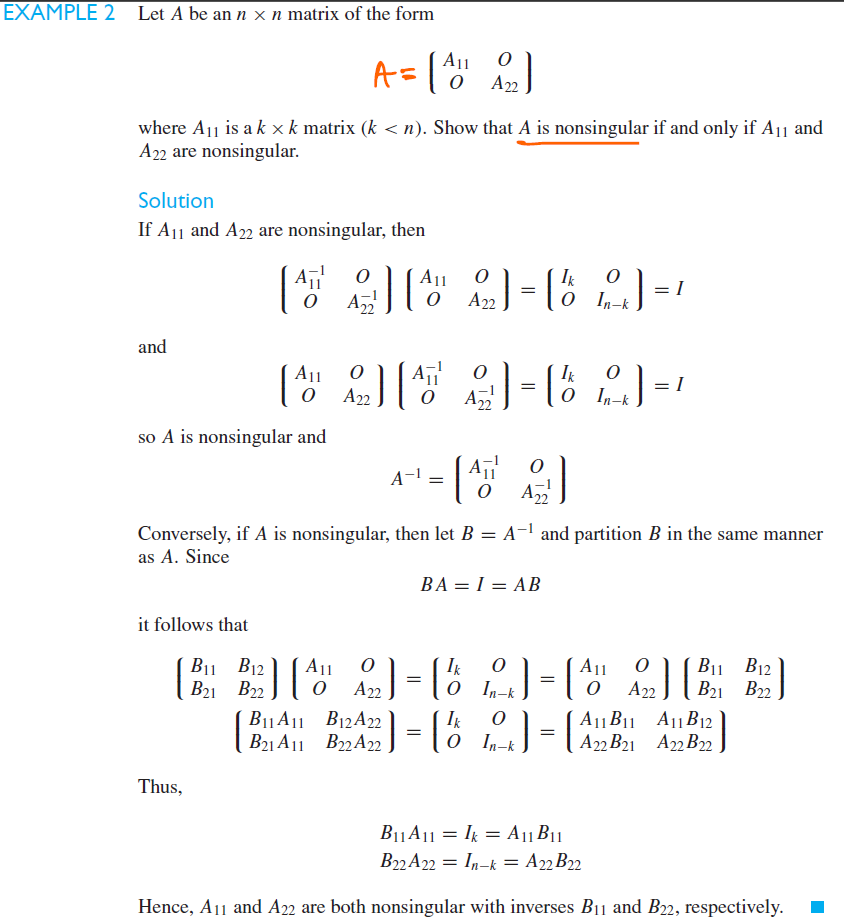 EXAMPLE 2 Let A be an n × n matrix of the form
A = ( A₁₁ O
O A₂₂ )
where A₁₁ is a k × k matrix (k < n). Show that A is nonsingular if and only if A₁₁ and
A₂₂ are nonsingular.
Solution
If A₁₁ and A₂₂ are nonsingular, then
( A₁₁⁻¹ O
O A₂₂⁻¹ ) ( A₁₁ O
O A₂₂ ) = ( Iₖ O
O Iₙ₋ₖ ) = I
and
( A₁₁ O
O A₂₂ ) ( A₁₁⁻¹ O
O A₂₂⁻¹ ) = ( Iₖ O
O Iₙ₋ₖ ) = I
so A is nonsingular and
A⁻¹ = ( A₁₁⁻¹ O
O A₂₂⁻¹ )
Conversely, if A is nonsingular, then let B = A⁻¹ and partition B in the same manner
as A. Since
BA = I = AB
it follows that
( B₁₁ B₁₂
B₂₁ B₂₂ ) ( A₁₁ O
O A₂₂ ) = ( Iₖ O
O Iₙ₋ₖ ) = ( A₁₁ O
O A₂₂ ) ( B₁₁ B₁₂
B₂₁ B₂₂ )
( B₁₁A₁₁ B₁₂A₂₂
B₂₁A₁₁ B₂₂A₂₂ ) = ( Iₖ O
O Iₙ₋ₖ ) = ( A₁₁B₁₁ A₁₁B₁₂
A₂₂B₂₁ A₂₂B₂₂ )
Thus,
B₁₁A₁₁ = Iₖ = A₁₁B₁₁
B₂₂A₂₂ = Iₙ₋ₖ = A₂₂B₂₂
Hence, A₁₁ and A₂₂ are both nonsingular with inverses B₁₁ and B₂₂, respectively.